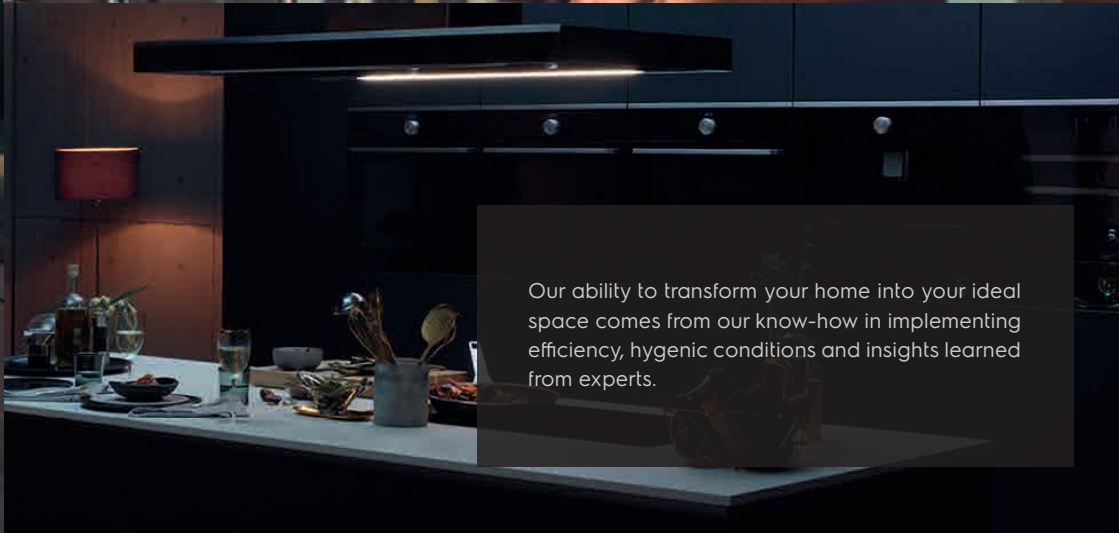 Our ability to transform your home into your ideal
space comes from our know-how in implementing
efficiency, hygenic conditions and insights learned
from experts.